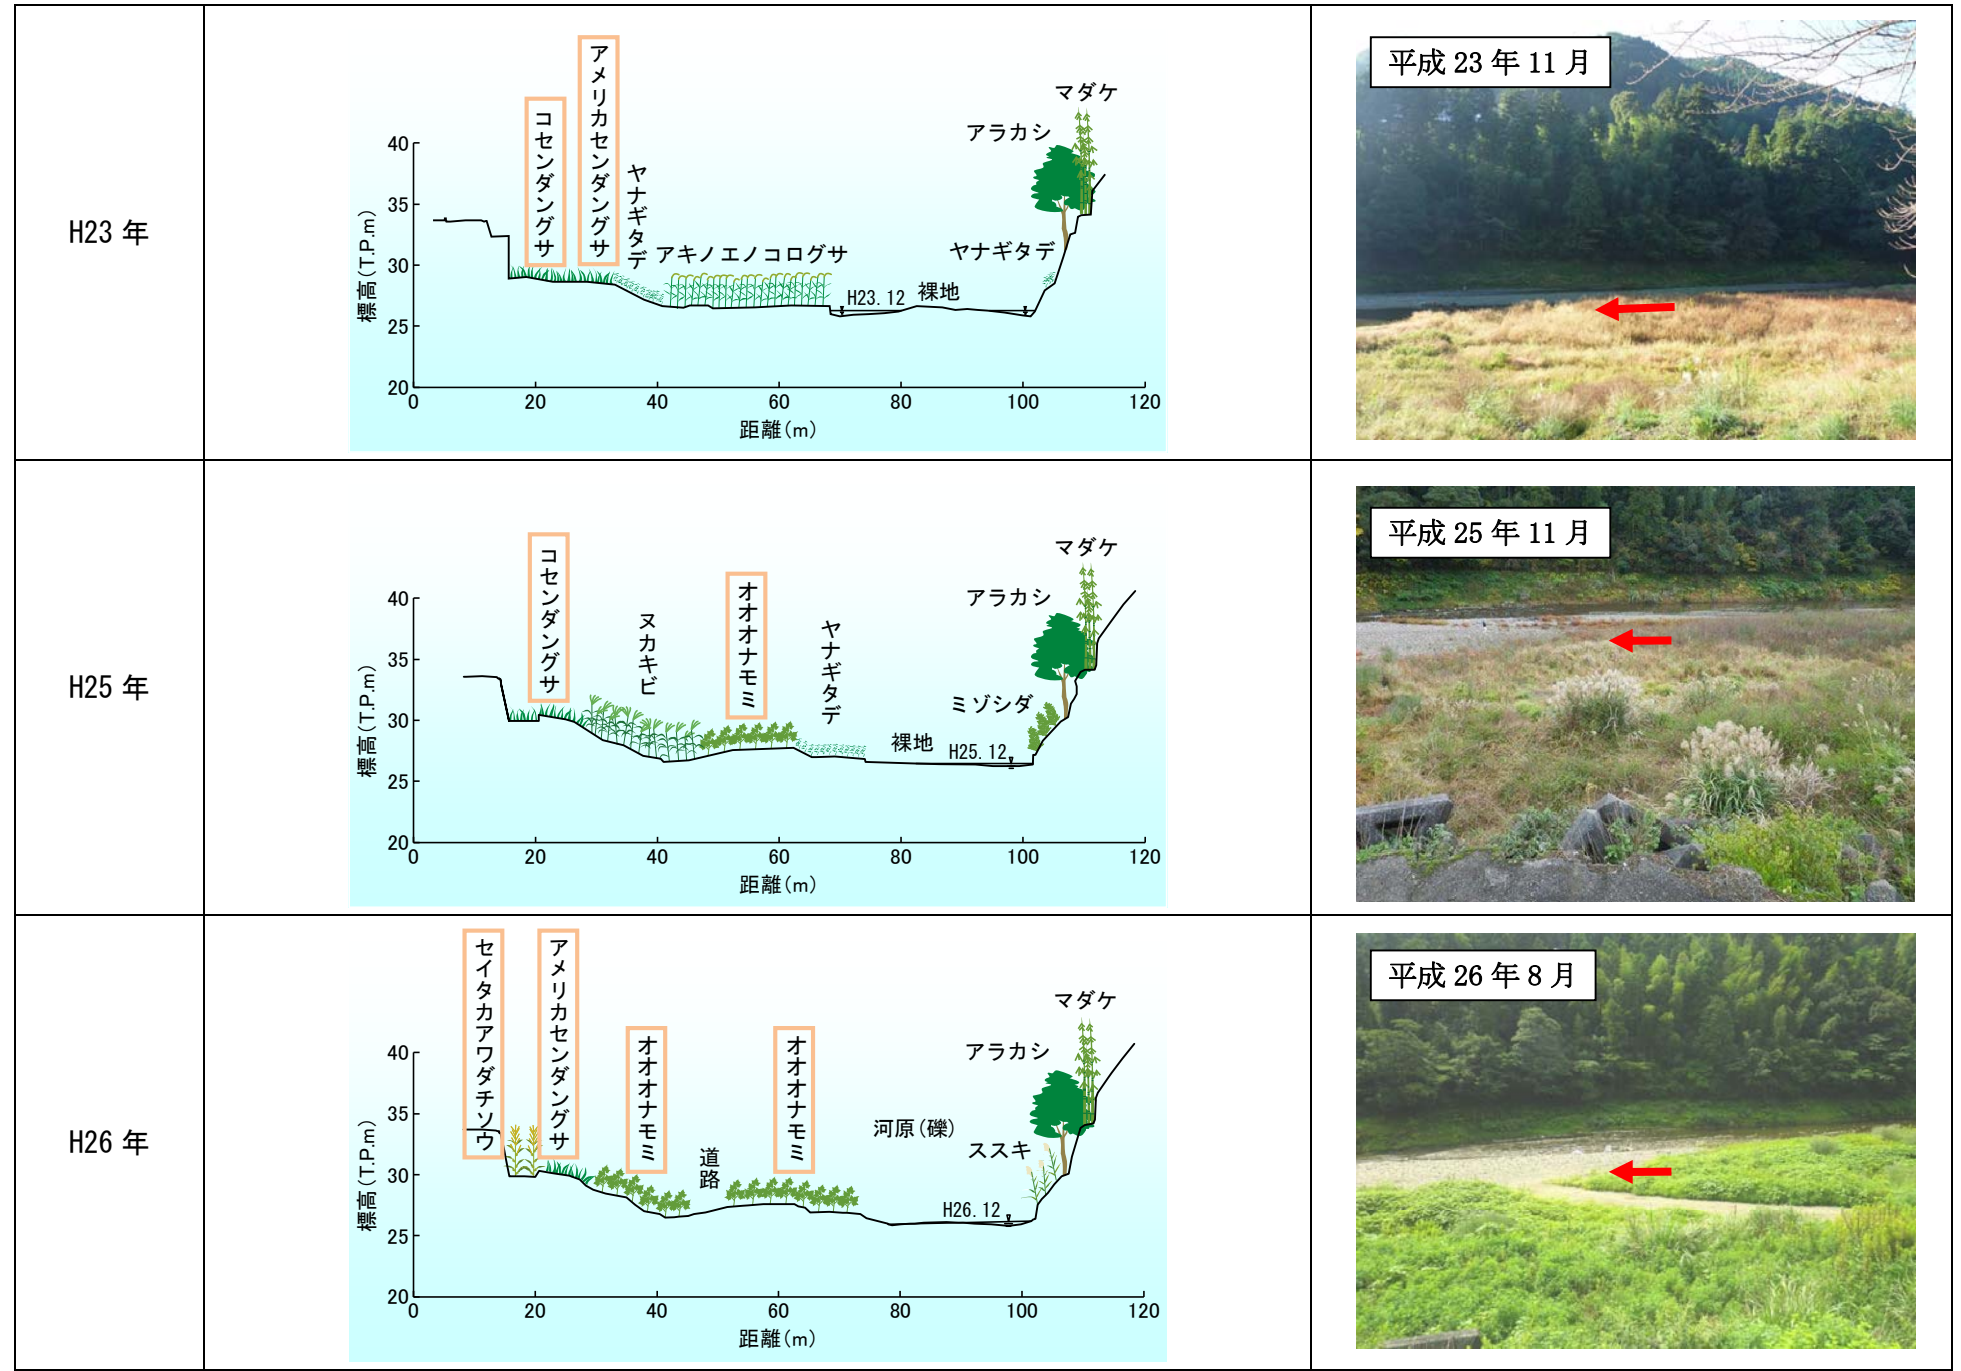 H23 年
コセンダングサ
アメリカセンダングサ
ヤナギタデ
アキノエノコログサ
H23.12
裸地
ヤナギタデ
アラカシ
マダケ
標高(T.P.m)
40
35
30
25
20
0 20 40 60 80 100 120
距離(m)
平成 23 年 11 月
H25 年
コセンダングサ
ヌカキビ
オオオナモミ
ヤナギタデ
裸地
H25.12
ミゾシダ
アラカシ
マダケ
標高(T.P.m)
40
35
30
25
20
0 20 40 60 80 100 120
距離(m)
平成 25 年 11 月
H26 年
セイタカアワダチソウ
アメリカセンダングサ
オオオナモミ
道路
オオオナモミ
河原(礫)
H26.12
ススキ
アラカシ
マダケ
標高(T.P.m)
40
35
30
25
20
0 20 40 60 80 100 120
距離(m)
平成 26 年 8 月